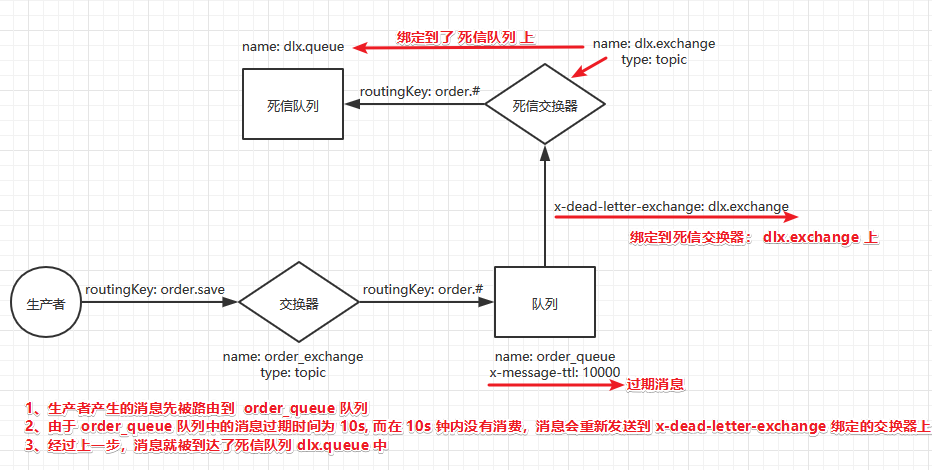 name: dlx.queue
绑定到了 死信队列 上
name: dlx.exchange
type: topic
死信队列
routingKey: order.#
死信交换器
x-dead-letter-exchange: dlx.exchange
绑定到死信交换器： dlx.exchange 上
生产者
routingKey: order.save
交换器
routingKey: order.#
队列
name: order_exchange
type: topic
name: order_queue
x-message-ttl: 10000
过期消息
1、生产者产生的消息先被路由到 order_queue 队列
2、由于 order_queue 队列中的消息过期时间为 10s, 而在 10s 钟内没有消费，消息会重新发送到 x-dead-letter-exchange 绑定的交换器上
3、经过上一步，消息就被到达了死信队列 dlx.queue 中